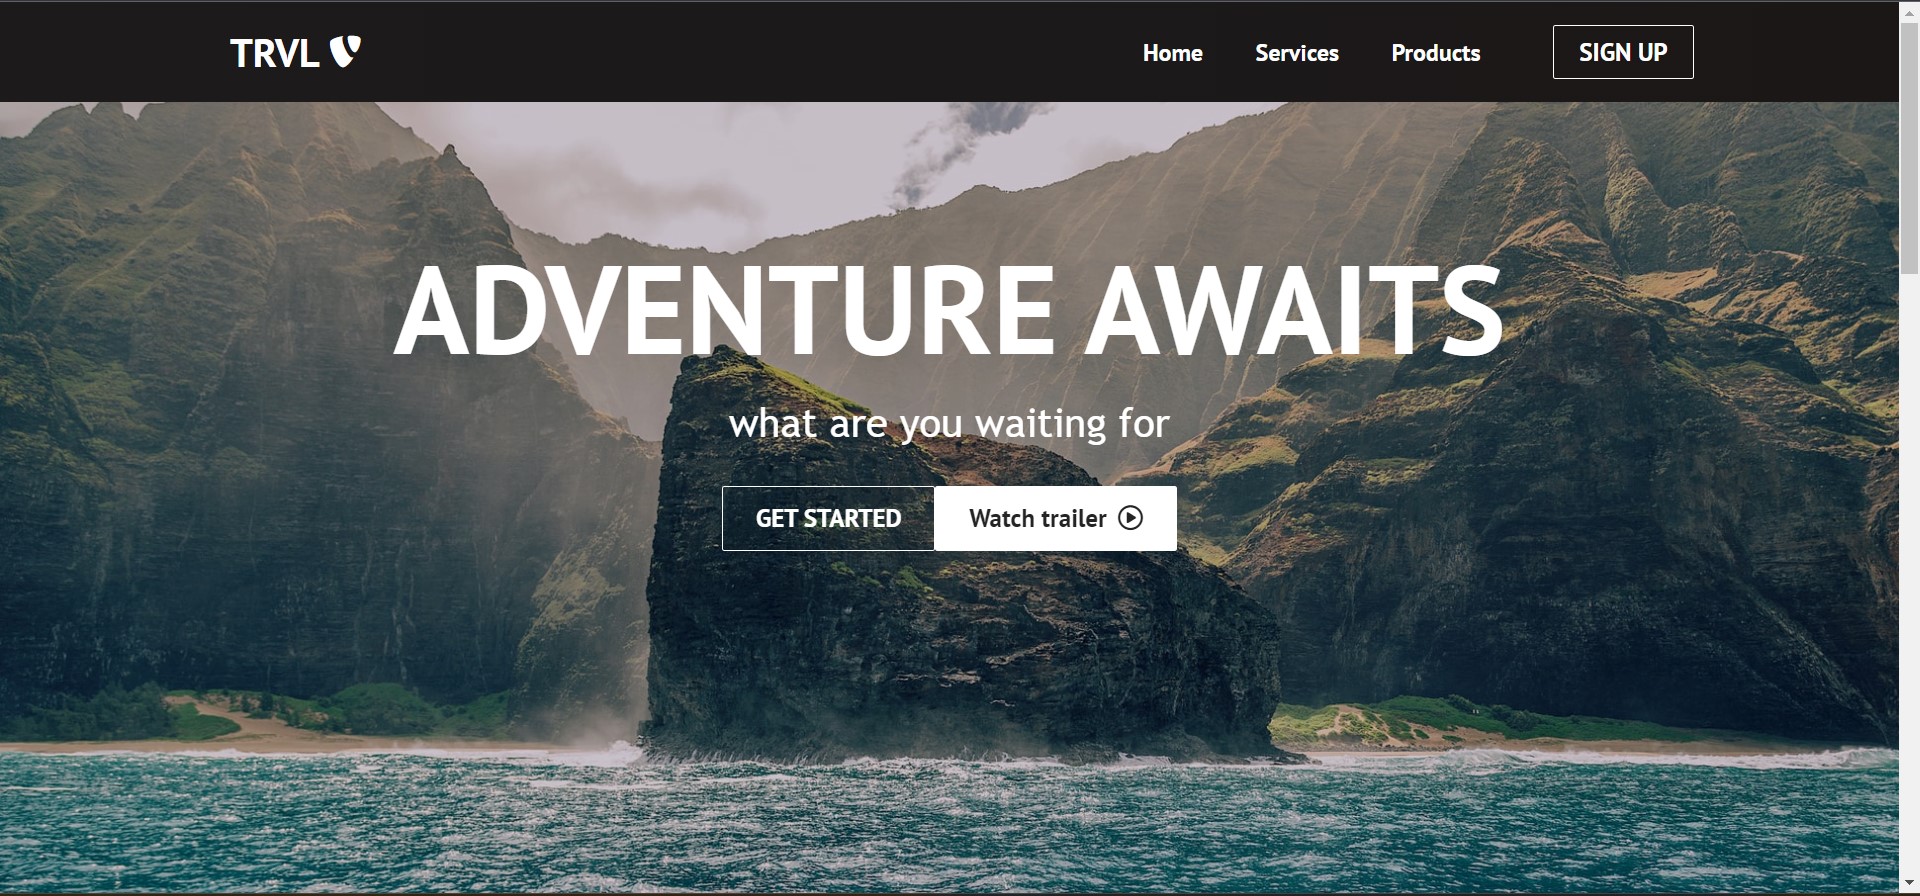 TRVL
Home Services Products SIGN UP
ADVENTURE AWAITS
what are you waiting for
GET STARTED Watch trailer